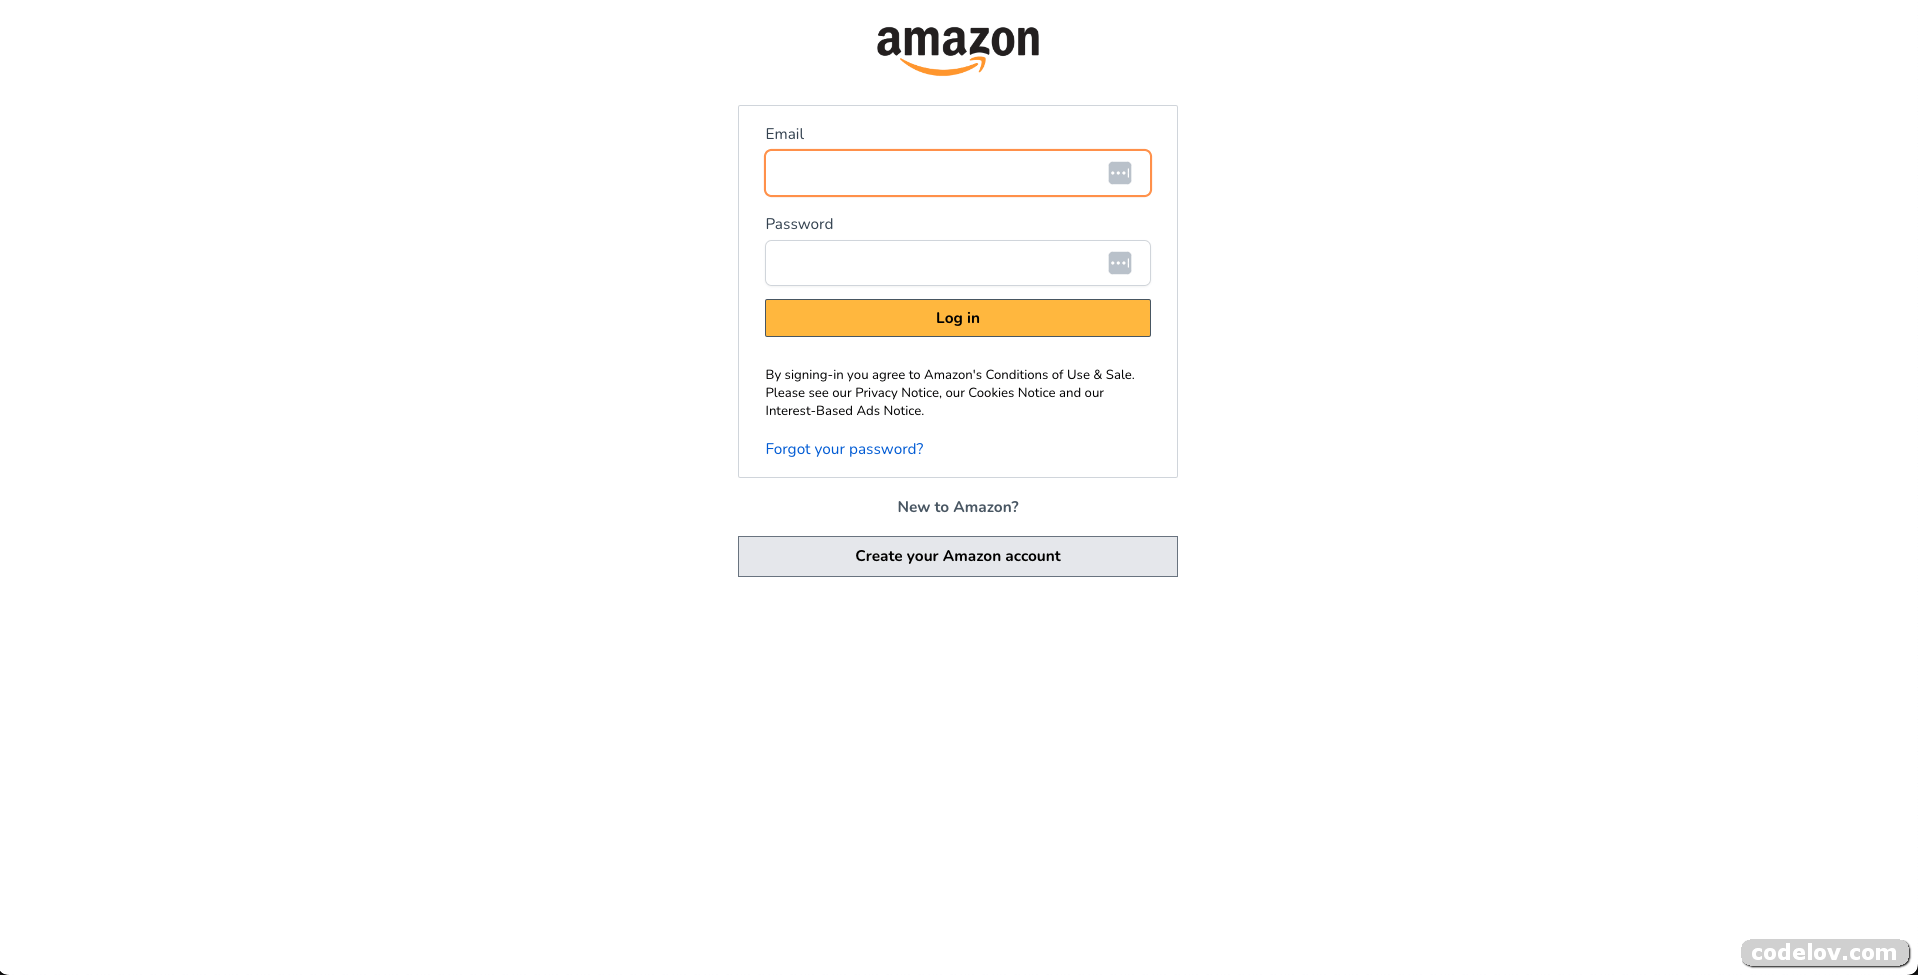 amazon
Email
Password
Log in
By signing-in you agree to Amazon's Conditions of Use & Sale.
Please see our Privacy Notice, our Cookies Notice and our
Interest-Based Ads Notice.
Forgot your password?
New to Amazon?
Create your Amazon account
codelov.com